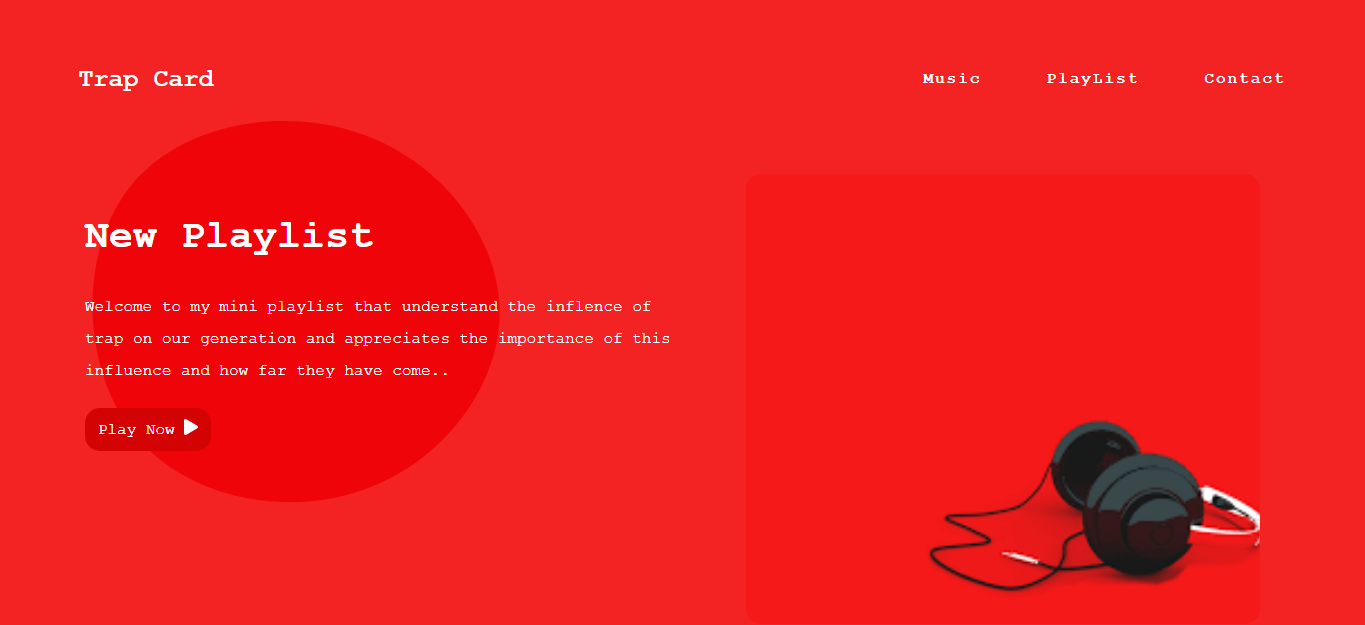 Trap Card
Music PlayList Contact
New Playlist
Welcome to my mini playlist that understand the inflence of
trap on our generation and appreciates the importance of this
influence and how far they have come..
Play Now